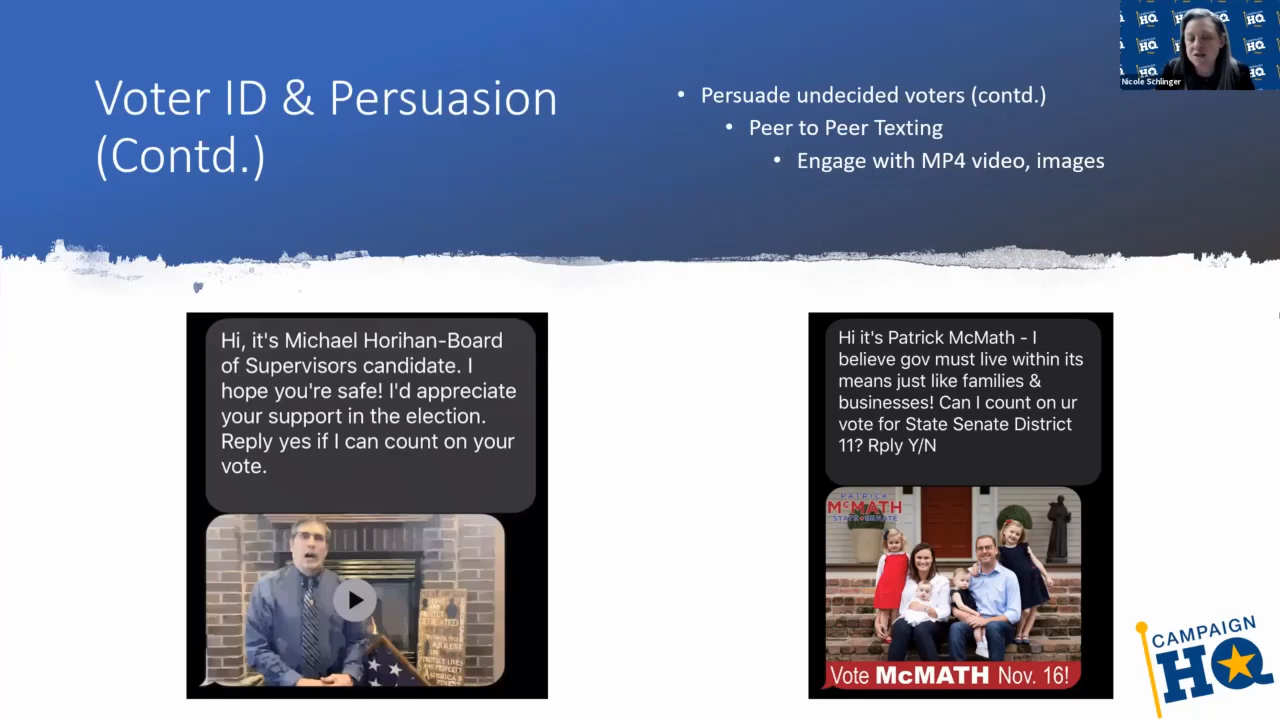 Voter ID & Persuasion
(Contd.)
• Persuade undecided voters (contd.)
• Peer to Peer Texting
• Engage with MP4 video, images
HQ
Nicole Schlinger
Hi, it's Michael Horihan-Board
of Supervisors candidate. I
hope you're safe! I'd appreciate
your support in the election.
Reply yes if I can count on your
vote.
Hi it's Patrick McMath - I
believe gov must live within its
means just like families &
businesses! Can I count on ur
vote for State Senate District
11? Rply Y/N
PATRICK
McMATH
STATE SENATE
Vote McMATH Nov. 16!
CAMPAIGN
HQ